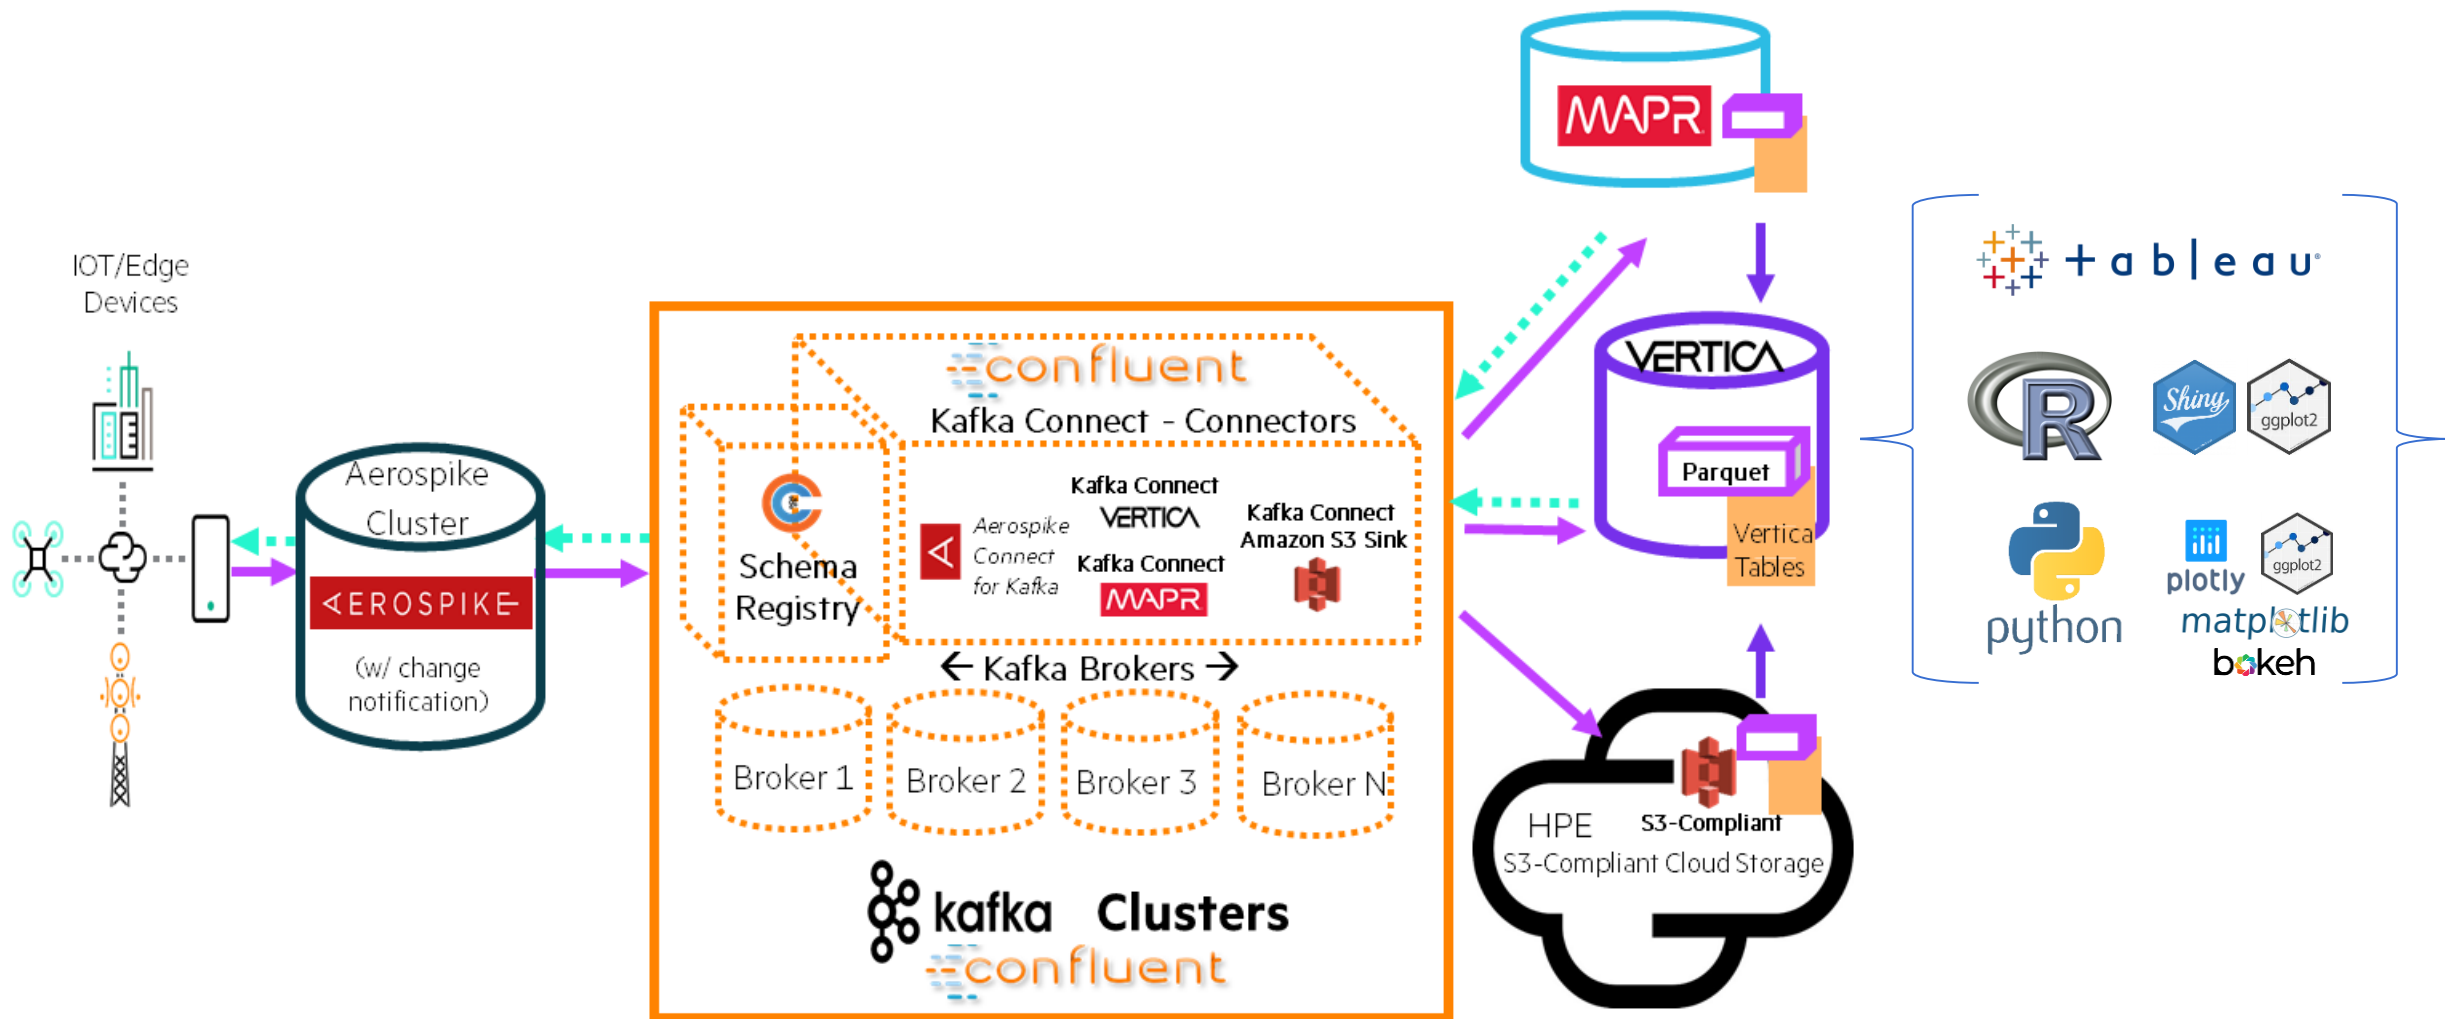 IOT/Edge
Devices
Aerospike
Cluster
AEROSPIKE
(w/ change
notification)
confluent
Kafka Connect - Connectors
Schema
Registry
Aerospike
Connect
for Kafka
Kafka Connect
VERTICA
Kafka Connect
MAPR
Kafka Connect
Amazon S3 Sink
← Kafka Brokers →
Broker 1
Broker 2
Broker 3
Broker N
kafka Clusters
confluent
MAPR
VERTICA
Parquet
Vertica
Tables
HPE
S3-Compliant
S3-Compliant Cloud Storage
+ableau®
R
Shiny
ggplot2
python
plotly
ggplot2
matplotlib
bokeh